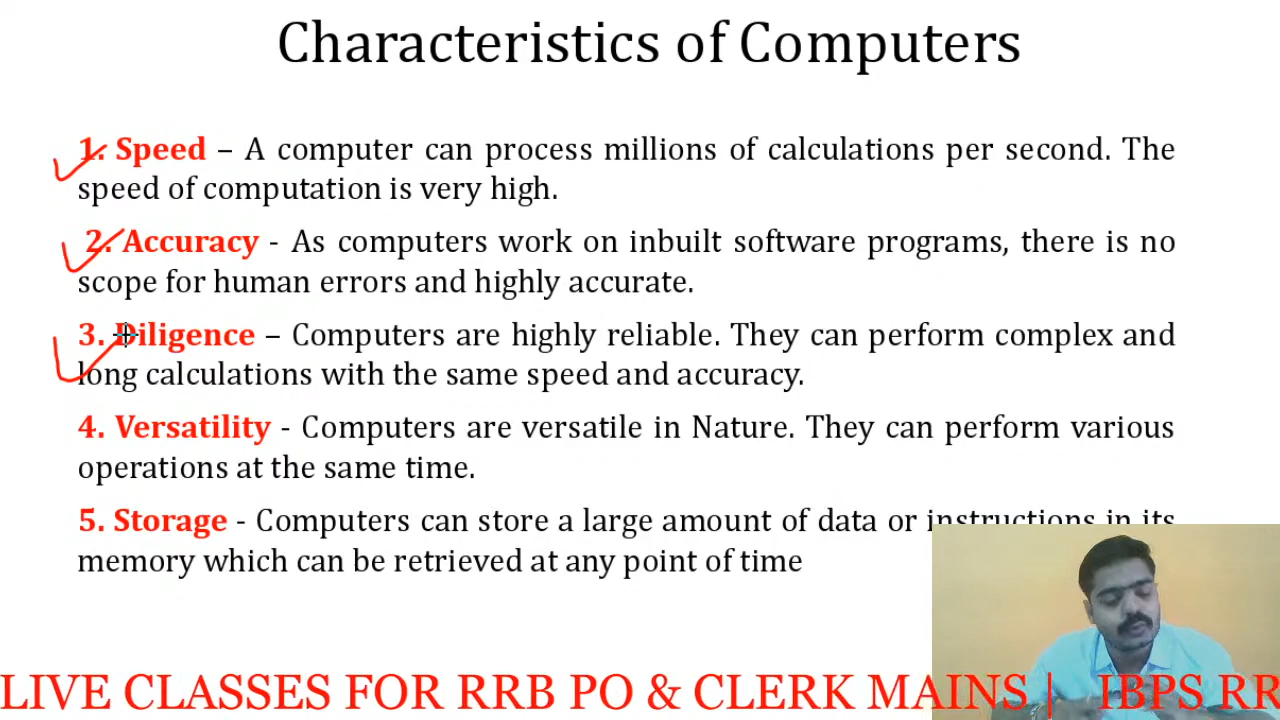 Characteristics of Computers
1. Speed – A computer can process millions of calculations per second. The
speed of computation is very high.
2. Accuracy - As computers work on inbuilt software programs, there is no
scope for human errors and highly accurate.
3. Diligence – Computers are highly reliable. They can perform complex and
long calculations with the same speed and accuracy.
4. Versatility - Computers are versatile in Nature. They can perform various
operations at the same time.
5. Storage - Computers can store a large amount of data or instructions in its
memory which can be retrieved at any point of time
LIVE CLASSES FOR RRB PO & CLERK MAINS | IBPS RR